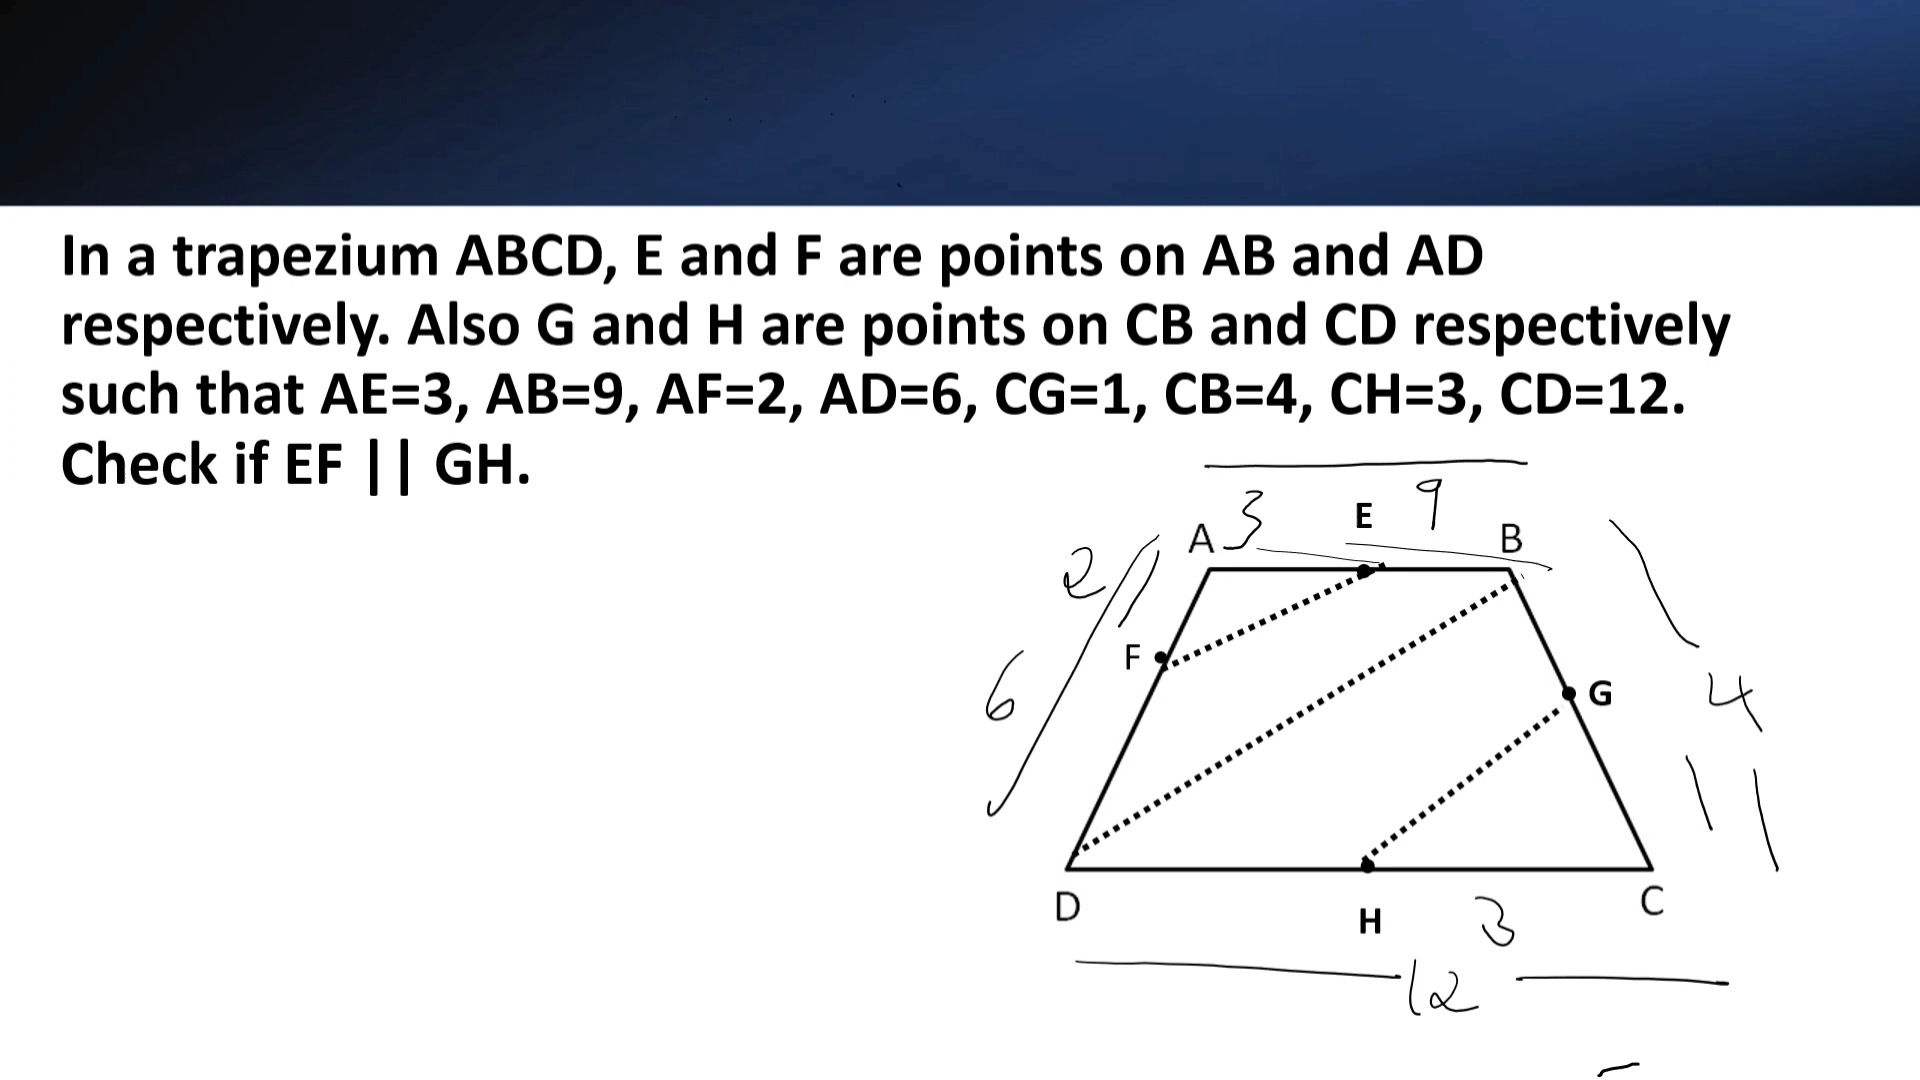 In a trapezium ABCD, E and F are points on AB and AD
respectively. Also G and H are points on CB and CD respectively
such that AE=3, AB=9, AF=2, AD=6, CG=1, CB=4, CH=3, CD=12.
Check if EF || GH.
3 E 9
A B
2
F
6
G
4
1
D H 3 C
12